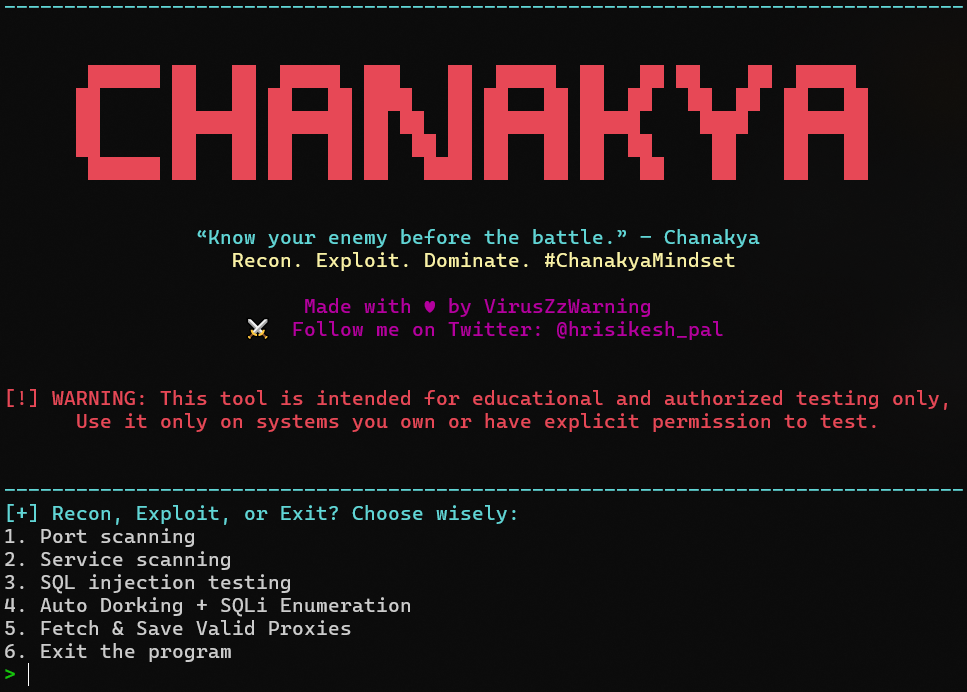 CHANAKYA
“Know your enemy before the battle.” – Chanakya
Recon. Exploit. Dominate. #ChanakyaMindset
Made with ♥ by VirusZzWarning
⚔ Follow me on Twitter: @hrisikesh_pal
[!] WARNING: This tool is intended for educational and authorized testing only,
Use it only on systems you own or have explicit permission to test.
[+] Recon, Exploit, or Exit? Choose wisely:
1. Port scanning
2. Service scanning
3. SQL injection testing
4. Auto Dorking + SQLi Enumeration
5. Fetch & Save Valid Proxies
6. Exit the program
>